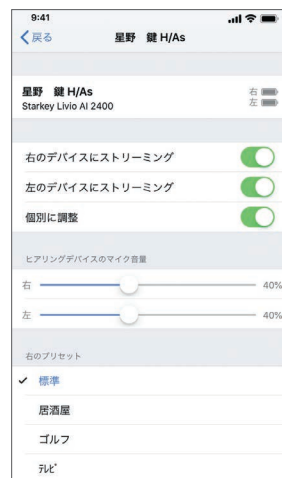 9:41
戻る 星野 鍵 H/As
星野 鍵 H/As 右
Starkey Livio AI 2400 左
右のデバイスにストリーミング
左のデバイスにストリーミング
個別に調整
ヒアリングデバイスのマイク音量
右 40%
左 40%
右のプリセット
✓ 標準
居酒屋
ゴルフ
テレビ